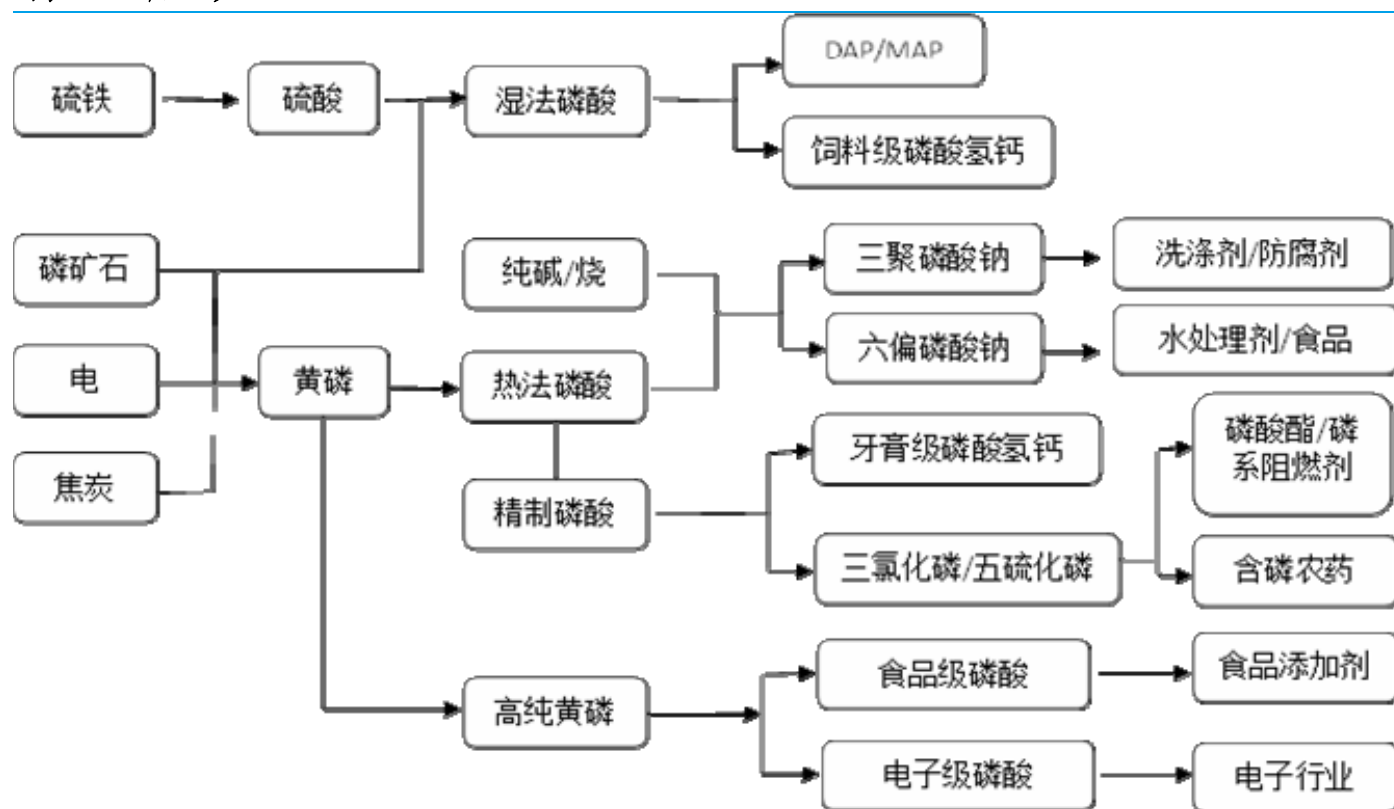 硫铁
硫酸
湿法磷酸
DAP/MAP
饲料级磷酸氢钙
磷矿石
纯碱/烧
三聚磷酸钠
洗涤剂/防腐剂
电
黄磷
热法磷酸
六偏磷酸钠
水处理剂/食品
焦炭
精制磷酸
牙膏级磷酸氢钙
三氯化磷/五硫化磷
磷酸酯/磷
系阻燃剂
含磷农药
高纯黄磷
食品级磷酸
食品添加剂
电子级磷酸
电子行业